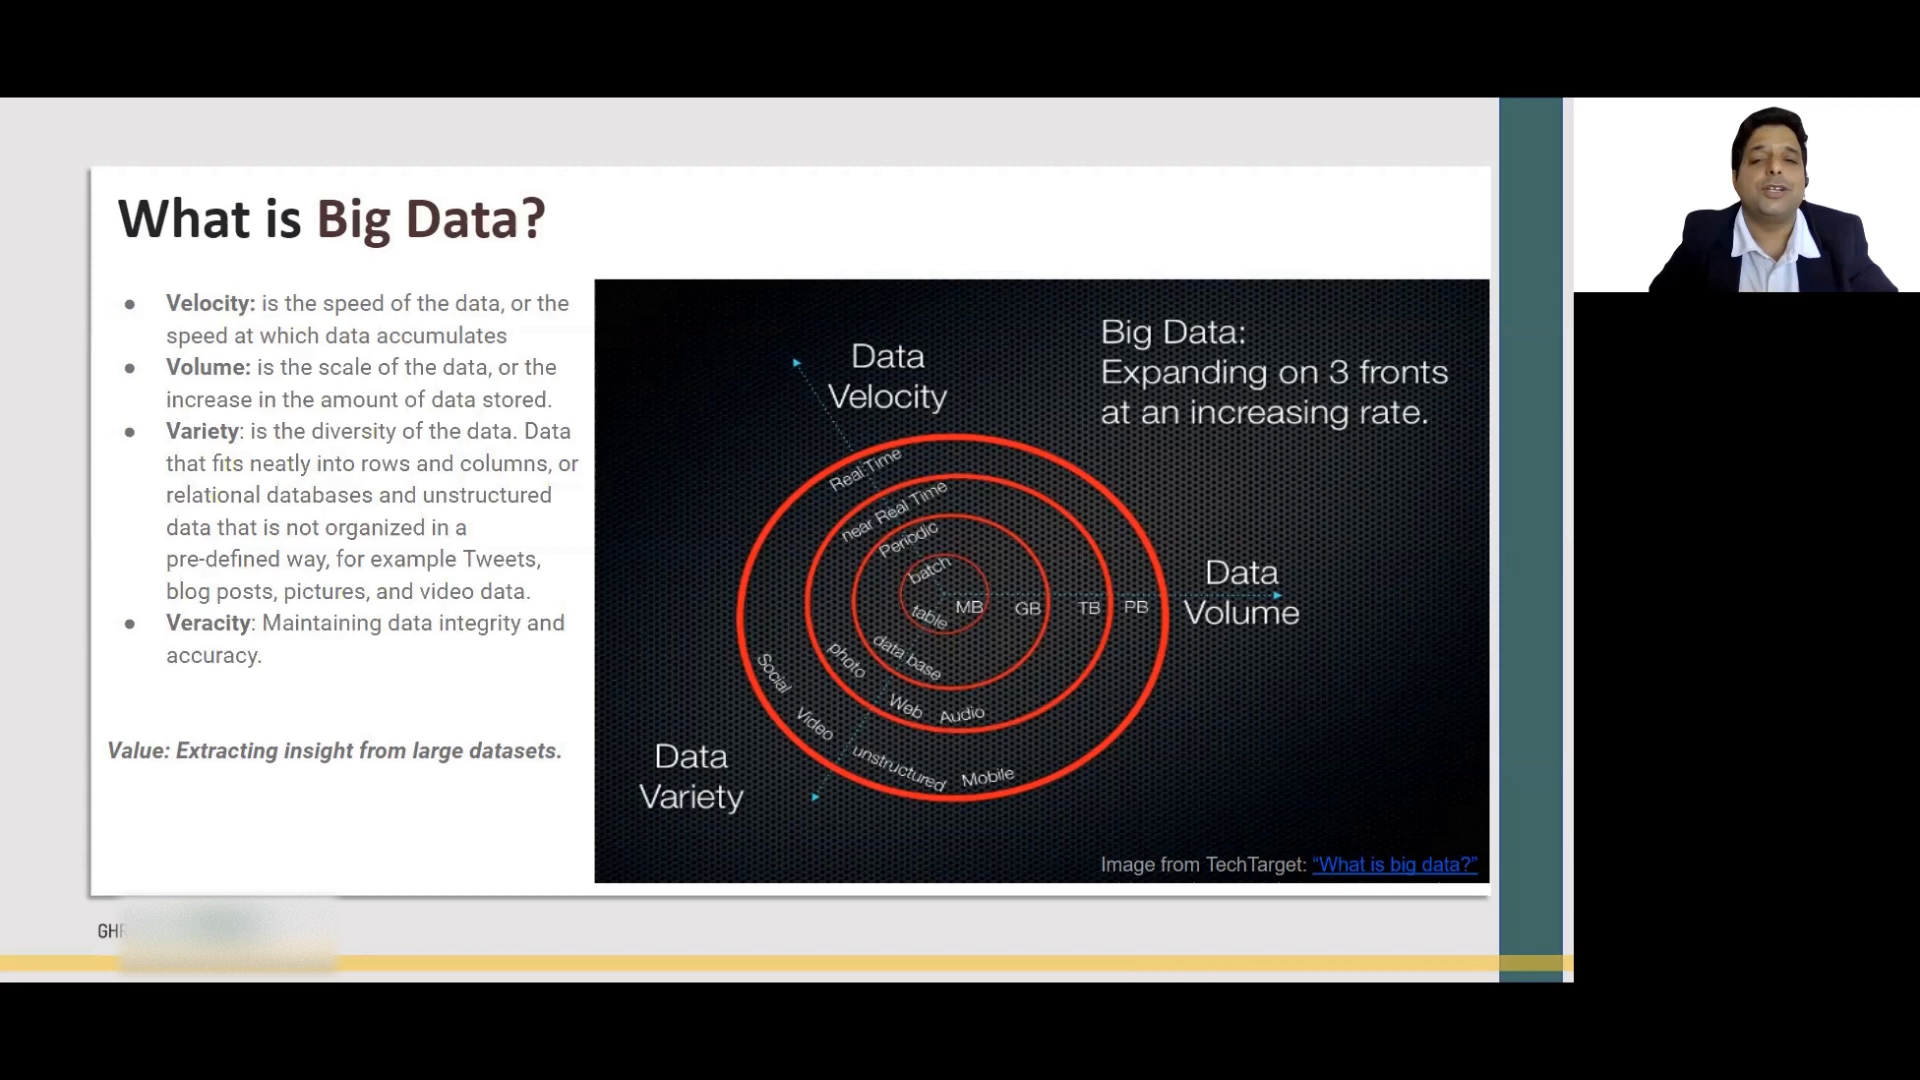 What is Big Data?
● Velocity: is the speed of the data, or the
speed at which data accumulates
● Volume: is the scale of the data, or the
increase in the amount of data stored.
● Variety: is the diversity of the data. Data
that fits neatly into rows and columns, or
relational databases and unstructured
data that is not organized in a
pre-defined way, for example Tweets,
blog posts, pictures, and video data.
● Veracity: Maintaining data integrity and
accuracy.
Value: Extracting insight from large datasets.
Big Data:
Expanding on 3 fronts
at an increasing rate.
Data
Velocity
Real Time
near Real Time
Periodic
batch
table
MB
GB
TB
PB
Data
Volume
data base
photo
Web
Audio
Social
Video
unstructured
Mobile
Data
Variety
Image from TechTarget: “What is big data?”